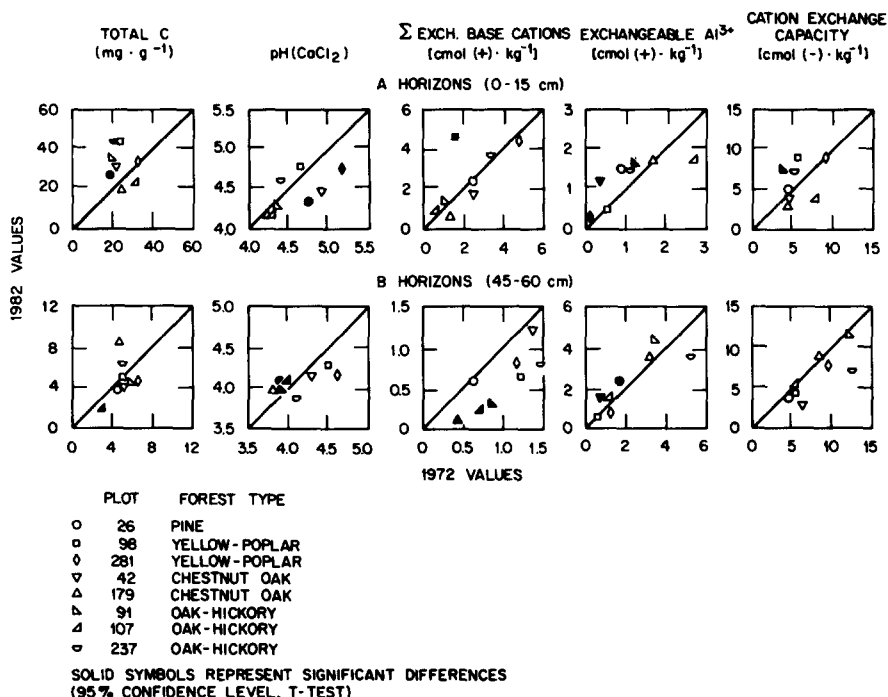 TOTAL C
(mg · g⁻¹)
pH(CaCl₂)
Σ EXCH. BASE CATIONS
[cmol (+) · kg⁻¹]
EXCHANGEABLE Al³⁺
[cmol (+) · kg⁻¹]
CATION EXCHANGE
CAPACITY
[cmol (-) · kg⁻¹]
A HORIZONS (0-15 cm)
60
40
20
0
0 20 40 60
5.5
5.0
4.5
4.0
4.0 4.5 5.0 5.5
6
4
2
0
0 2 4 6
3
2
1
0
0 1 2 3
15
10
5
0
0 5 10 15
1982 VALUES
B HORIZONS (45-60 cm)
12
8
4
0
0 4 8 12
5.0
4.5
4.0
3.5
3.5 4.0 4.5 5.0
1.5
1.0
0.5
0
0 0.5 1.0 1.5
6
4
2
0
0 2 4 6
15
10
5
0
0 5 10 15
1972 VALUES
PLOT FOREST TYPE
26 PINE
98 YELLOW-POPLAR
281 YELLOW-POPLAR
42 CHESTNUT OAK
179 CHESTNUT OAK
91 OAK-HICKORY
107 OAK-HICKORY
237 OAK-HICKORY
SOLID SYMBOLS REPRESENT SIGNIFICANT DIFFERENCES
(95% CONFIDENCE LEVEL, T-TEST)